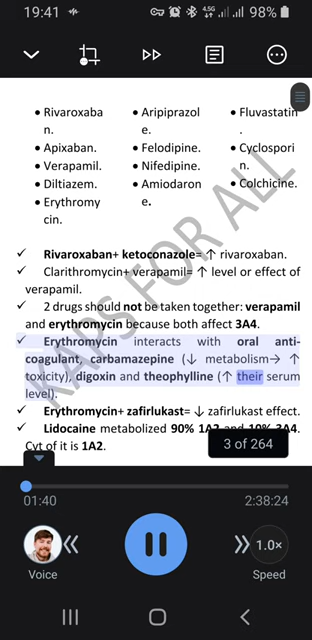 19:41
4.5G
98%
• Rivaroxaba
n.
• Apixaban.
• Verapamil.
• Diltiazem.
• Erythromy
cin.
• Aripiprazol
e.
• Felodipine.
• Nifedipine.
• Amiodaron
e.
• Fluvastatin
.
• Cyclospori
n.
• Colchicine.
KAPS FOR ALL
✓ Rivaroxaban+ ketoconazole= ↑ rivaroxaban.
✓ Clarithromycin+ verapamil= ↑ level or effect of
verapamil.
✓ 2 drugs should not be taken together: verapamil
and erythromycin because both affect 3A4.
✓ Erythromycin interacts with oral anti-
coagulant, carbamazepine (↓ metabolism→ ↑
toxicity), digoxin and theophylline (↑ their serum
level).
✓ Erythromycin+ zafirlukast= ↓ zafirlukast effect.
✓ Lidocaine metabolized 90% 1A2 and 10% 3A4.
Cyt of it is 1A2.
3 of 264
01:40
2:38:24
1.0×
Voice
Speed